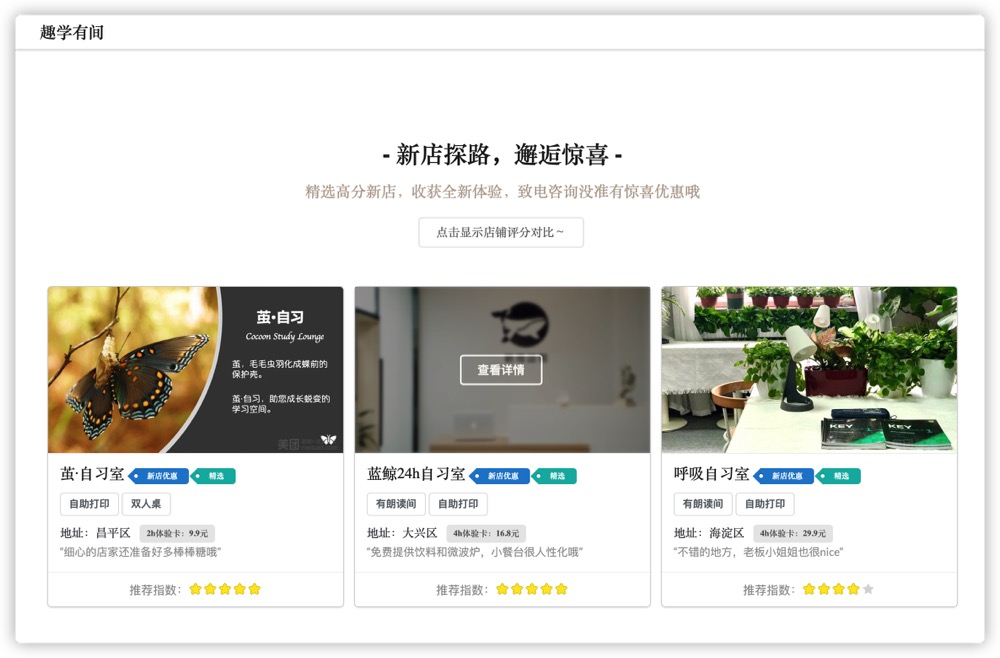 趣学有间
- 新店探路，邂逅惊喜 -
精选高分新店，收获全新体验，致电咨询没准有惊喜优惠哦
点击显示店铺评分对比～
茧·自习
Cocoon Study Lounge
茧，毛毛虫羽化成蝶前的
保护壳。
茧·自习，助您成长蜕变的
学习空间。
美团
茧·自习室 新店优惠 精选
自助打印 双人桌
地址：昌平区 2h体验卡：9.9元
“细心的店家还准备好多棒棒糖哦”
推荐指数：
查看详情
蓝鲸24h自习室 新店优惠 精选
有朗读间 自助打印
地址：大兴区 4h体验卡：16.8元
“免费提供饮料和微波炉，小餐台很人性化哦”
推荐指数：
KEY KEY
呼吸自习室 新店优惠 精选
有朗读间 自助打印
地址：海淀区 4h体验卡：29.9元
“不错的地方，老板小姐姐也很nice”
推荐指数：